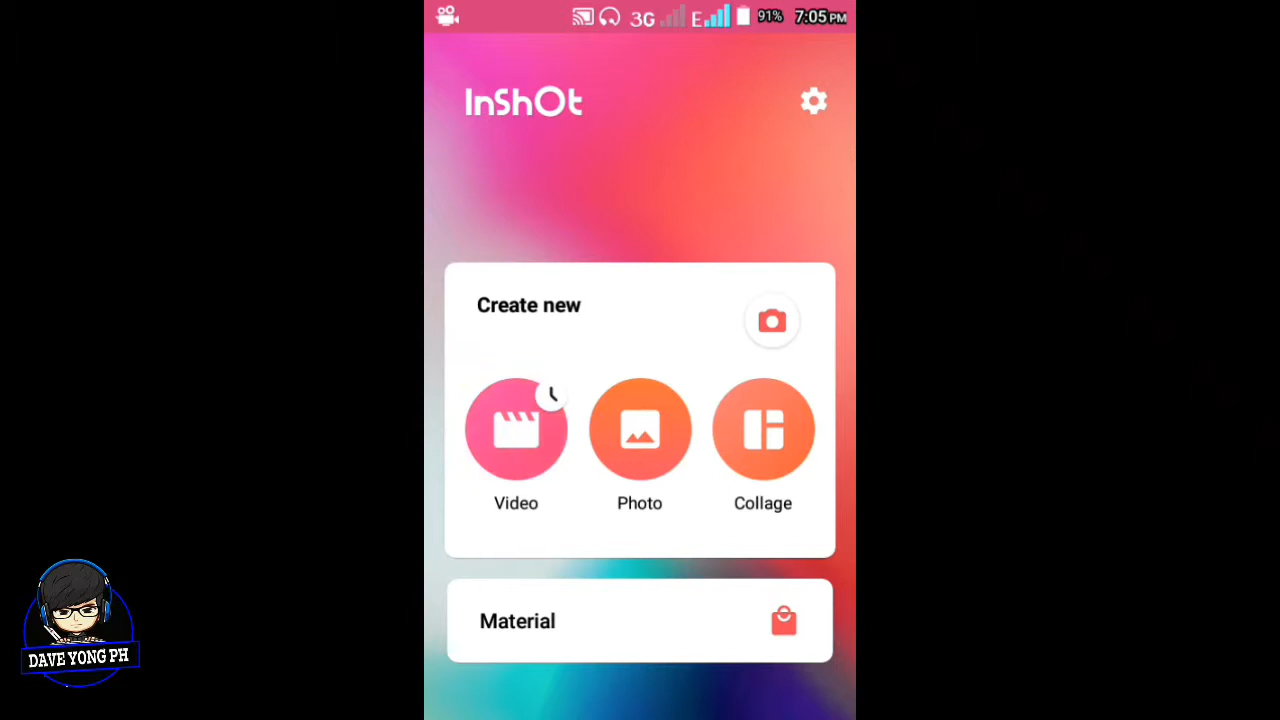 3G E 91% 7:05 PM
InShOt
Create new
Video Photo Collage
Material
DAVE YONG PH